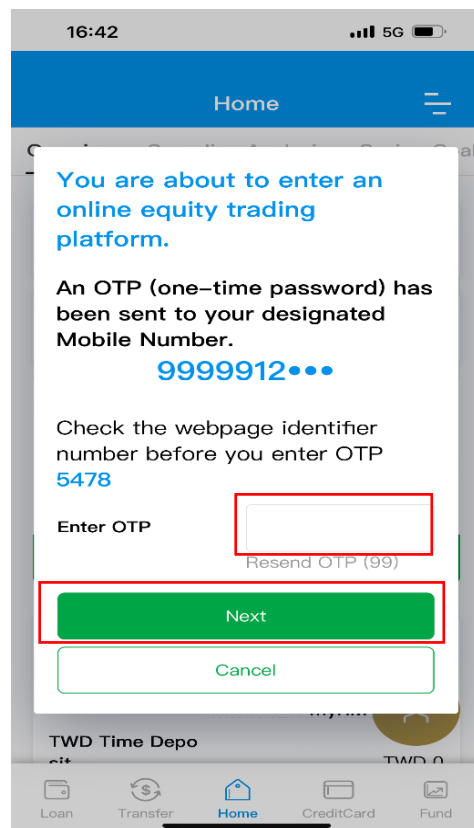 16:42
5G
Home
You are about to enter an
online equity trading
platform.
An OTP (one-time password) has
been sent to your designated
Mobile Number.
9999912•••
Check the webpage identifier
number before you enter OTP
5478
Enter OTP
Resend OTP (99)
Next
Cancel
TWD Time Depo
sit
TWD 0
Loan
Transfer
Home
CreditCard
Fund